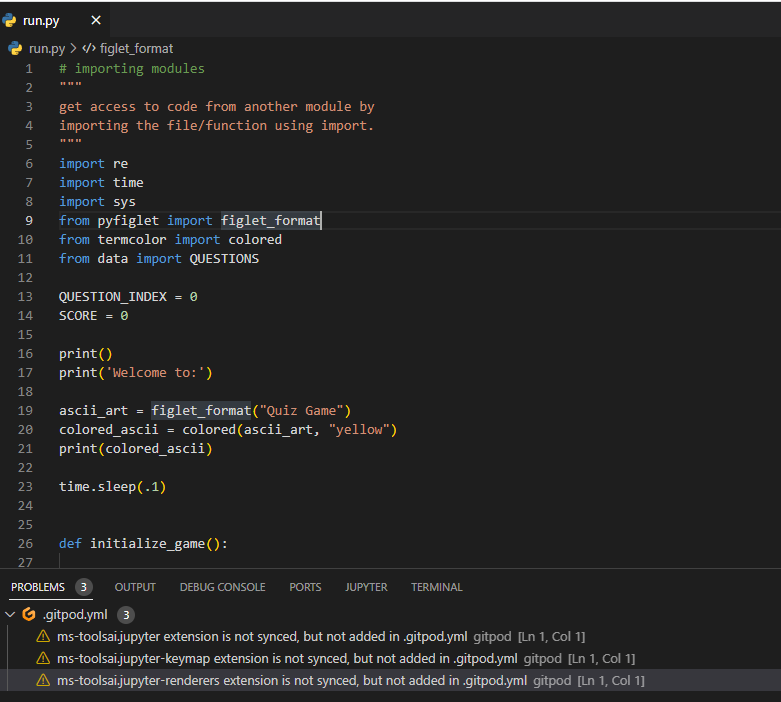 run.py
run.py > figlet_format
1 # importing modules
2 """
3 get access to code from another module by
4 importing the file/function using import.
5 """
6 import re
7 import time
8 import sys
9 from pyfiglet import figlet_format
10 from termcolor import colored
11 from data import QUESTIONS
12
13 QUESTION_INDEX = 0
14 SCORE = 0
15
16 print()
17 print('Welcome to:')
18
19 ascii_art = figlet_format("Quiz Game")
20 colored_ascii = colored(ascii_art, "yellow")
21 print(colored_ascii)
22
23 time.sleep(.1)
24
25
26 def initialize_game():
27
PROBLEMS 3 OUTPUT DEBUG CONSOLE PORTS JUPYTER TERMINAL
.gitpod.yml 3
ms-toolsai.jupyter extension is not synced, but not added in .gitpod.yml gitpod [Ln 1, Col 1]
ms-toolsai.jupyter-keymap extension is not synced, but not added in .gitpod.yml gitpod [Ln 1, Col 1]
ms-toolsai.jupyter-renderers extension is not synced, but not added in .gitpod.yml gitpod [Ln 1, Col 1]